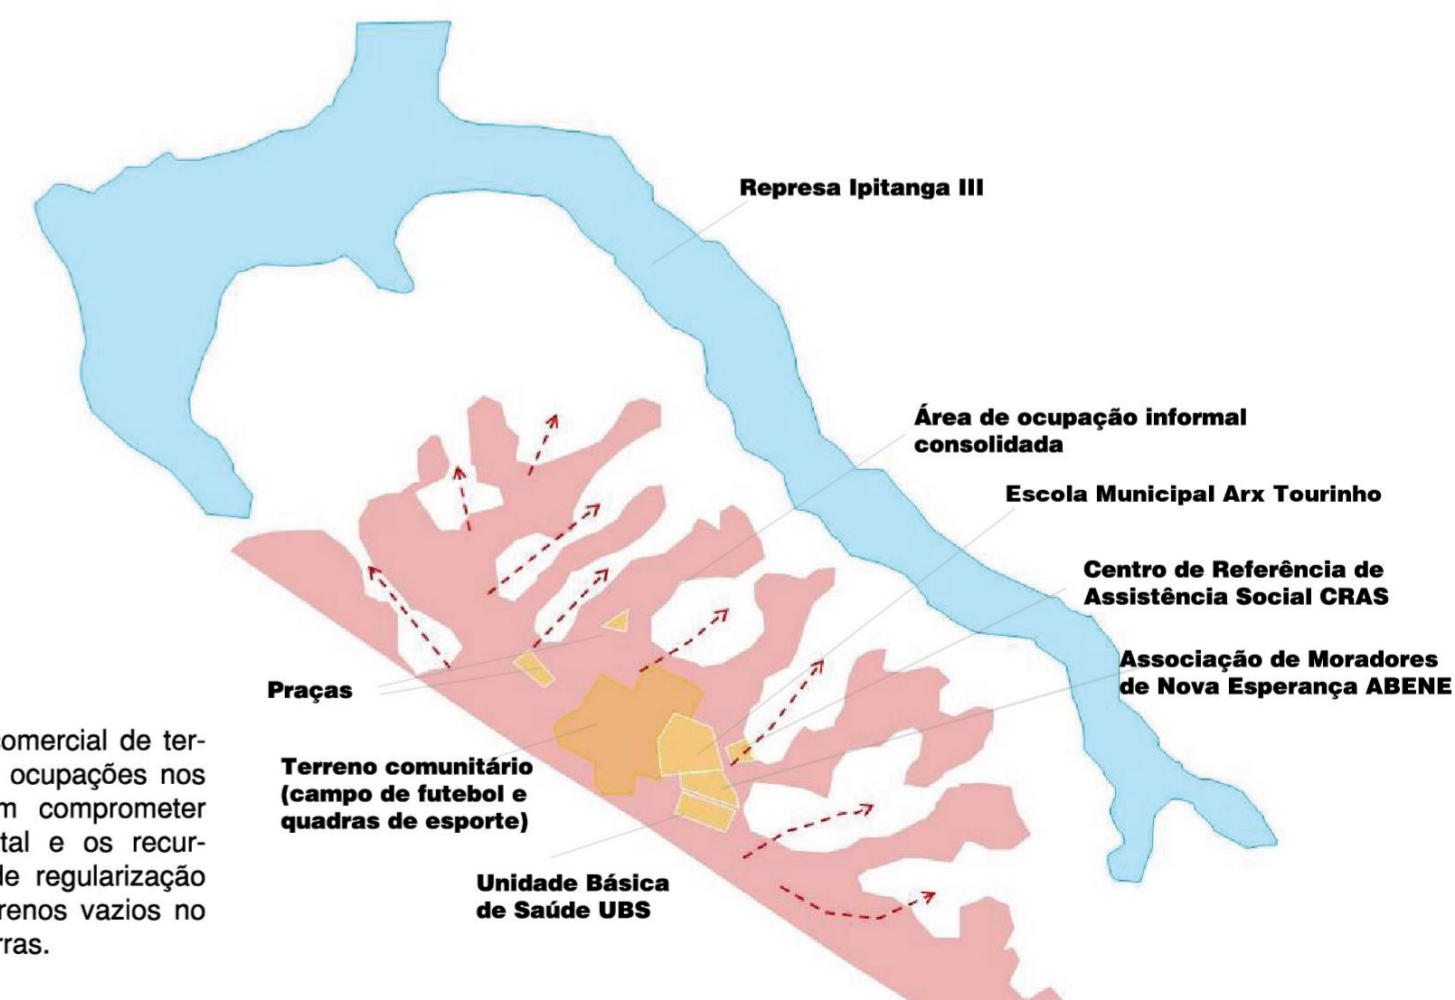 Represa Ipitanga III
Área de ocupação informal
consolidada
Escola Municipal Arx Tourinho
Centro de Referência de
Assistência Social CRAS
Associação de Moradores
de Nova Esperança ABENE
Praças
Terreno comunitário
(campo de futebol e
quadras de esporte)
Unidade Básica
de Saúde UBS
comercial de ter-
ocupações nos
m comprometer
tal e os recur-
de regularização
renos vazios no
rras.